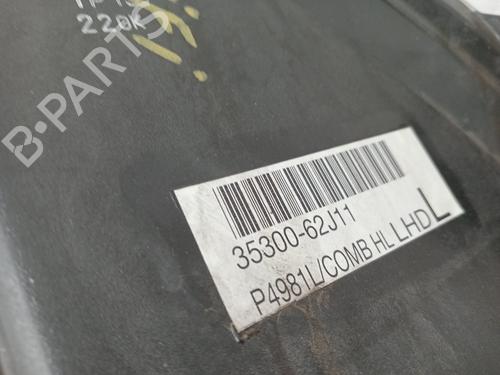 220K
B-PARTS
35300-62J11
P4981L/COMB HL LHD L